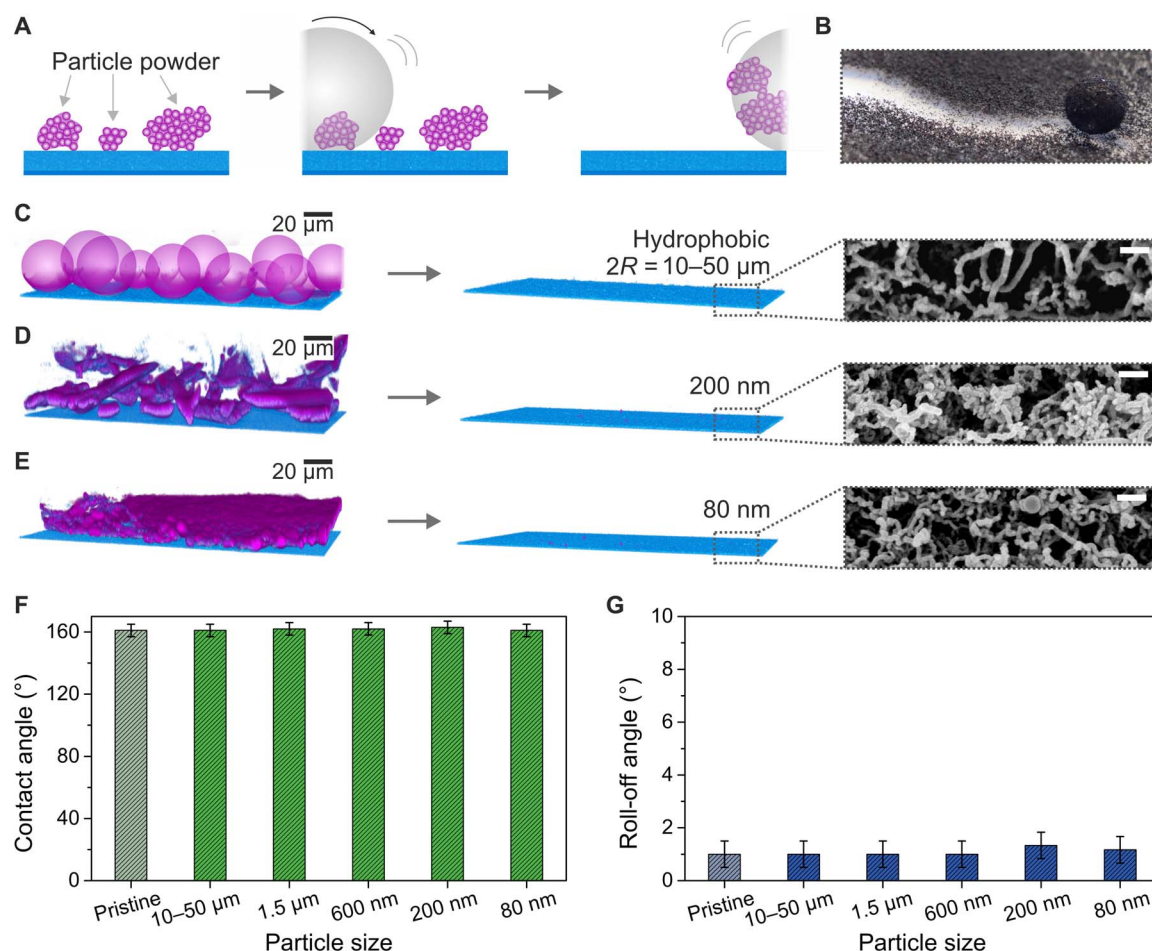 A
B
Particle powder
C
20 µm
Hydrophobic
2R = 10–50 µm
D
20 µm
200 nm
E
20 µm
80 nm
F
160
120
80
40
0
Contact angle (°)
Pristine
10–50 µm
1.5 µm
600 nm
200 nm
80 nm
Particle size
G
10
8
6
4
2
0
Roll-off angle (°)
Pristine
10–50 µm
1.5 µm
600 nm
200 nm
80 nm
Particle size